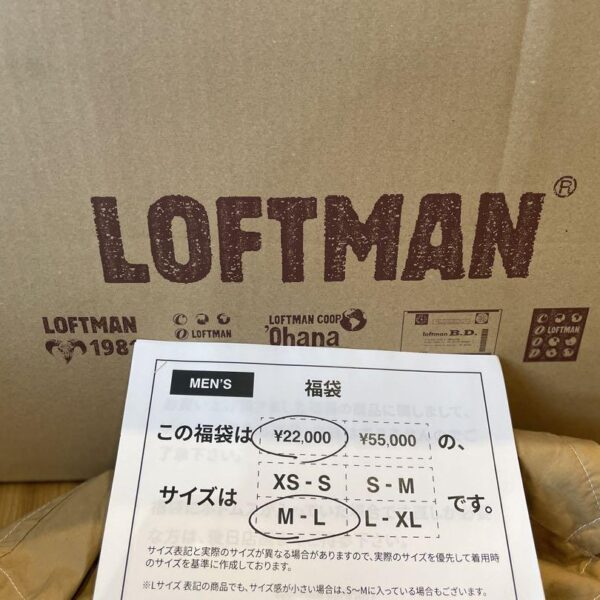 LOFTMAN®
LOFTMAN
LOFTMAN
LOFTMAN COOP
'Ohana
loftman B.D.
LOFTMAN
MEN'S 福袋
この福袋は ¥22,000 ¥55,000 の、
サイズは XS - S S - M です。
M - L L - XL
サイズ表記と実際のサイズが異なる場合がありますので、実際のサイズを優先して着用時
のサイズを基準に作成しております。
※Lサイズ 表記の商品でも、サイズ感が小さい場合は、S〜Mに入っている場合もございます。